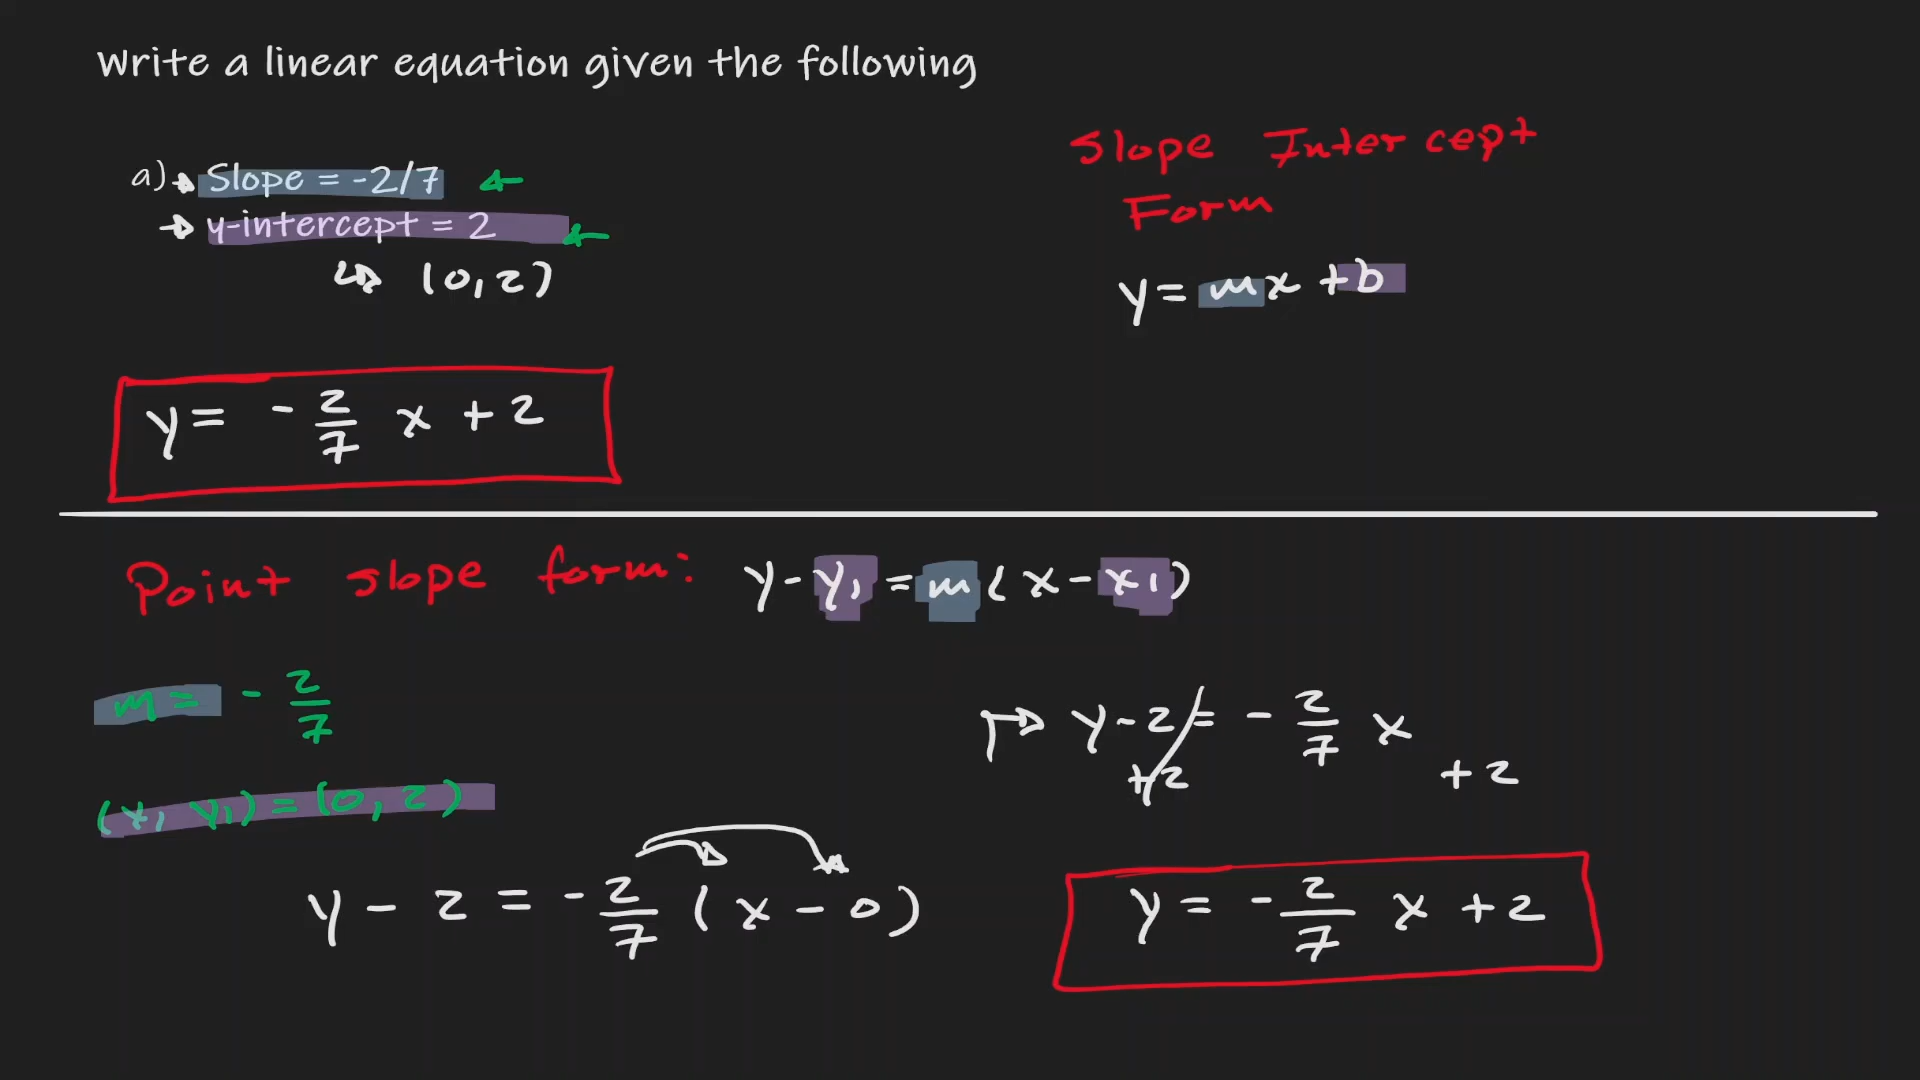 Write a linear equation given the following
a) → Slope = -2/7 ←
→ y-intercept = 2 ←
↳ (0, 2)
Slope Intercept
Form
y = mx + b
y = - 2/7 x + 2
Point slope form: y - y₁ = m(x - x₁)
m = - 2/7
(x₁ y₁) = (0, 2)
y - 2 = - 2/7 (x - 0)
↱ y - 2 = - 2/7 x
+2 +2
y = - 2/7 x + 2